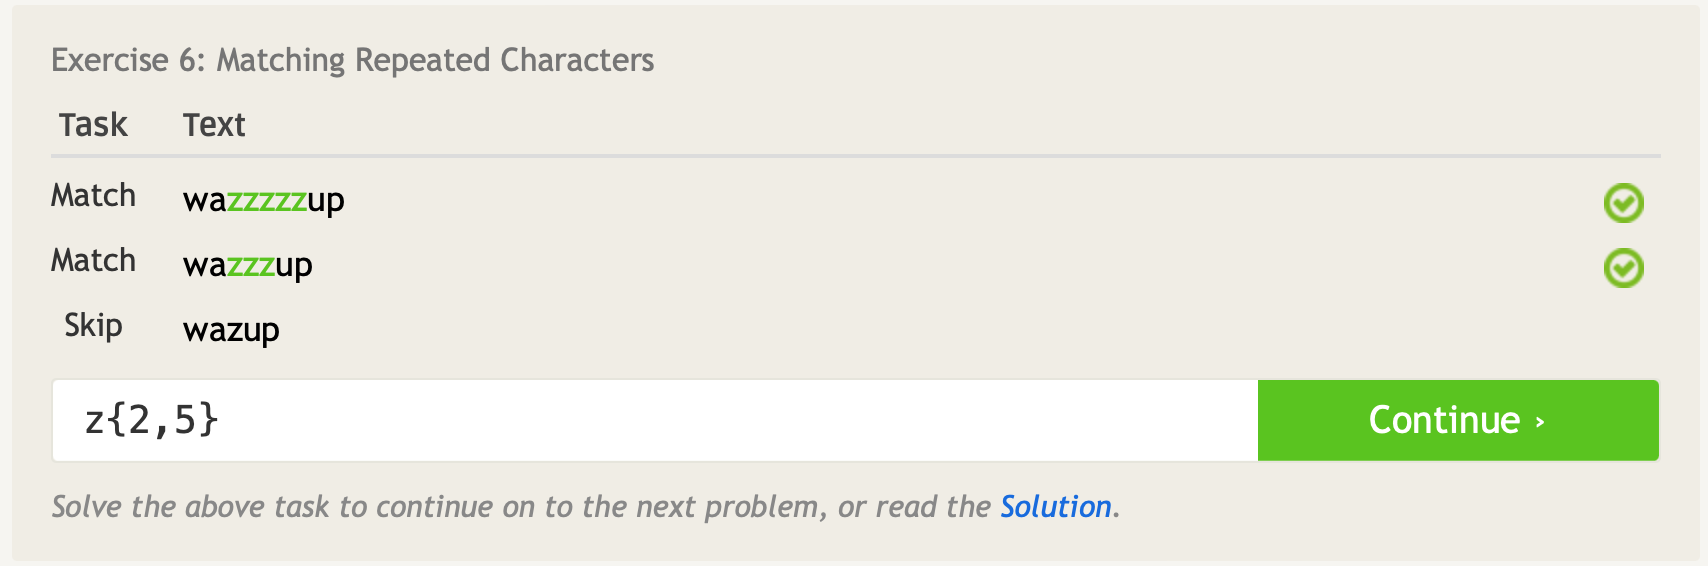 Exercise 6: Matching Repeated Characters
Task Text
Match wazzzzzup
Match wazzzup
Skip wazup
z{2,5} Continue ›
Solve the above task to continue on to the next problem, or read the Solution.